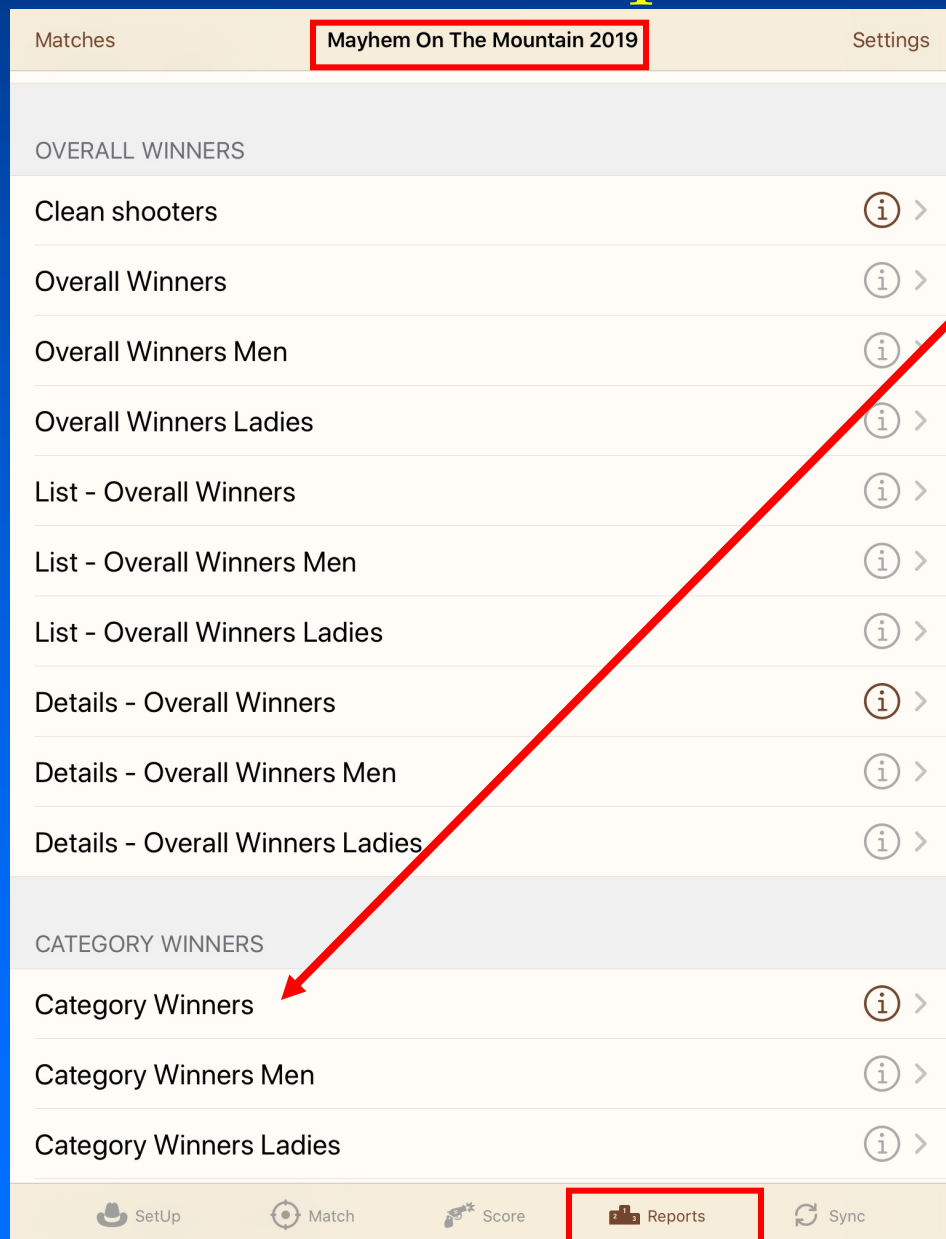 Matches Mayhem On The Mountain 2019 Settings
OVERALL WINNERS
Clean shooters
Overall Winners
Overall Winners Men
Overall Winners Ladies
List - Overall Winners
List - Overall Winners Men
List - Overall Winners Ladies
Details - Overall Winners
Details - Overall Winners Men
Details - Overall Winners Ladies
CATEGORY WINNERS
Category Winners
Category Winners Men
Category Winners Ladies
SetUp Match Score Reports Sync